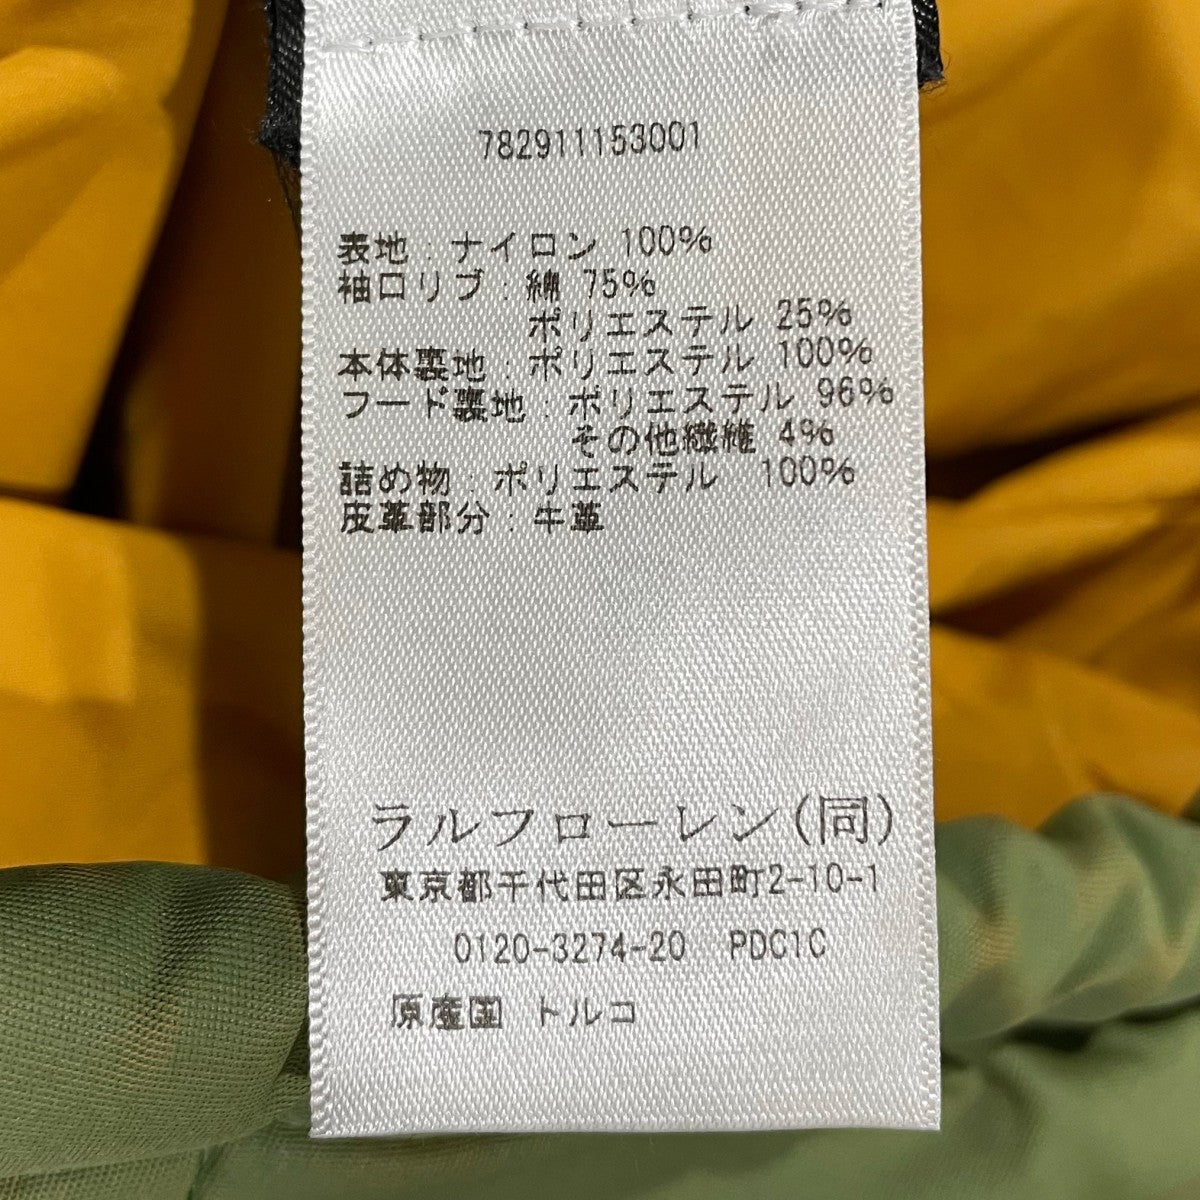 782911153001
表地:ナイロン 100%
袖口リブ:綿 75%
ポリエステル 25%
本体裏地:ポリエステル 100%
フード裏地:ポリエステル 96%
その他繊維 4%
詰め物:ポリエステル 100%
皮革部分:牛革
ラルフローレン(同)
東京都千代田区永田町2-10-1
0120-3274-20 PDC1C
原産国 トルコ